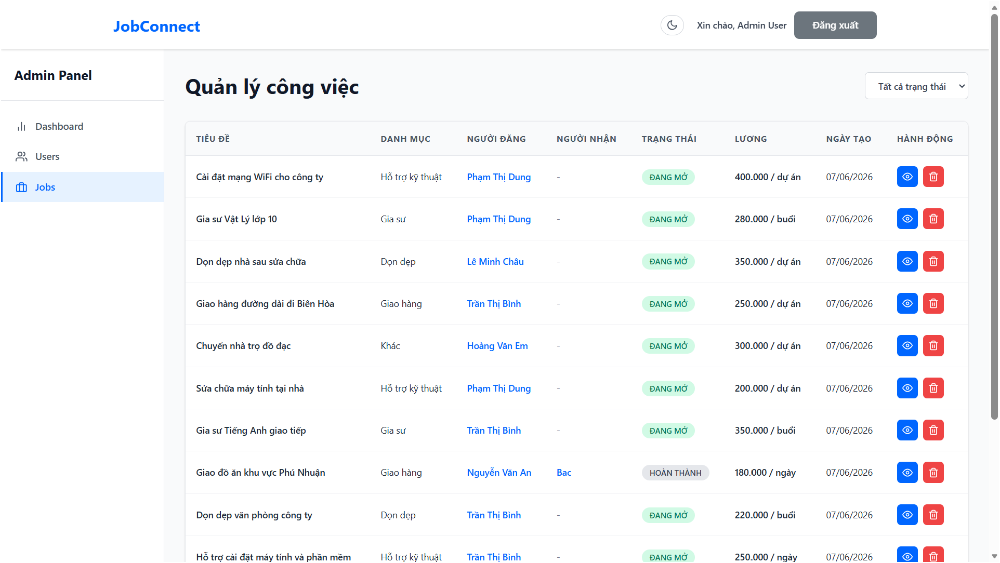 JobConnect
Xin chào, Admin User
Đăng xuất
Admin Panel
Dashboard
Users
Jobs
Quản lý công việc
Tất cả trạng thái
TIÊU ĐỀ DANH MỤC NGƯỜI ĐĂNG NGƯỜI NHẬN TRẠNG THÁI LƯƠNG NGÀY TẠO HÀNH ĐỘNG
Cài đặt mạng WiFi cho công ty Hỗ trợ kỹ thuật Phạm Thị Dung - ĐANG MỞ 400.000 / dự án 07/06/2026
Gia sư Vật Lý lớp 10 Gia sư Phạm Thị Dung - ĐANG MỞ 280.000 / buổi 07/06/2026
Dọn dẹp nhà sau sửa chữa Dọn dẹp Lê Minh Châu - ĐANG MỞ 350.000 / dự án 07/06/2026
Giao hàng đường dài đi Biên Hòa Giao hàng Trần Thị Bình - ĐANG MỞ 250.000 / dự án 07/06/2026
Chuyển nhà trọ đồ đạc Khác Hoàng Văn Em - ĐANG MỞ 300.000 / dự án 07/06/2026
Sửa chữa máy tính tại nhà Hỗ trợ kỹ thuật Phạm Thị Dung - ĐANG MỞ 200.000 / dự án 07/06/2026
Gia sư Tiếng Anh giao tiếp Gia sư Trần Thị Bình - ĐANG MỞ 350.000 / buổi 07/06/2026
Giao đồ ăn khu vực Phú Nhuận Giao hàng Nguyễn Văn An Bac HOÀN THÀNH 180.000 / ngày 07/06/2026
Dọn dẹp văn phòng công ty Dọn dẹp Trần Thị Bình - ĐANG MỞ 220.000 / buổi 07/06/2026
Hỗ trợ cài đặt máy tính và phần mềm Hỗ trợ kỹ thuật Trần Thị Bình - ĐANG MỞ 250.000 / ngày 07/06/2026